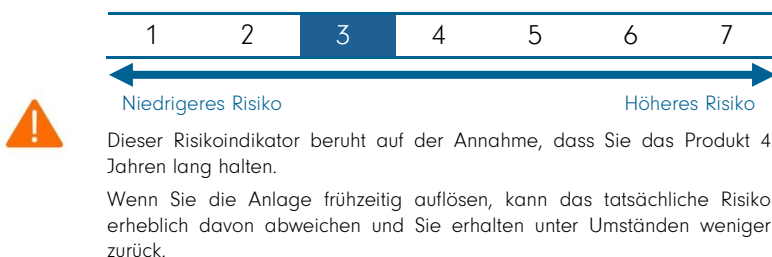 1 2 3 4 5 6 7
Niedrigeres Risiko Höheres Risiko
Dieser Risikoindikator beruht auf der Annahme, dass Sie das Produkt 4
Jahren lang halten.
Wenn Sie die Anlage frühzeitig auflösen, kann das tatsächliche Risiko
erheblich davon abweichen und Sie erhalten unter Umständen weniger
zurück.